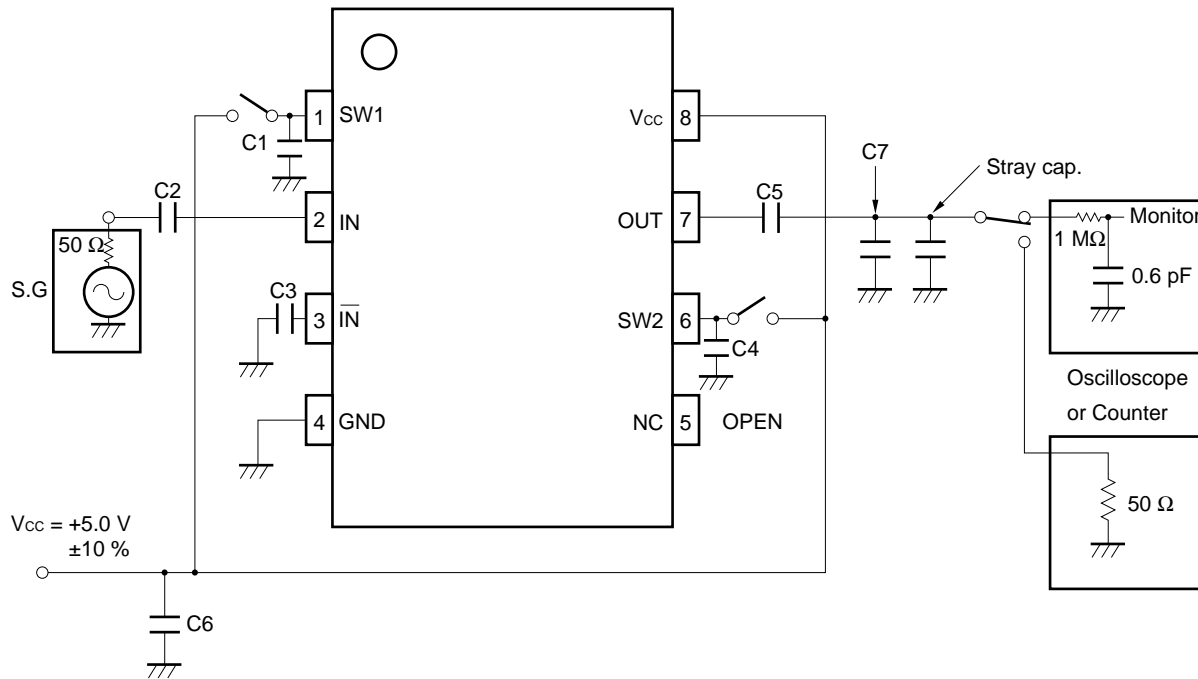 C1
1
SW1
C2
2
IN
50 Ω
S.G
C3
3
IN
4
GND
VCC
8
OUT
7
C5
SW2
6
C4
NC
5
OPEN
C7
Stray cap.
1 MΩ
Monitor
0.6 pF
Oscilloscope
or Counter
50 Ω
VCC = +5.0 V
±10 %
C6